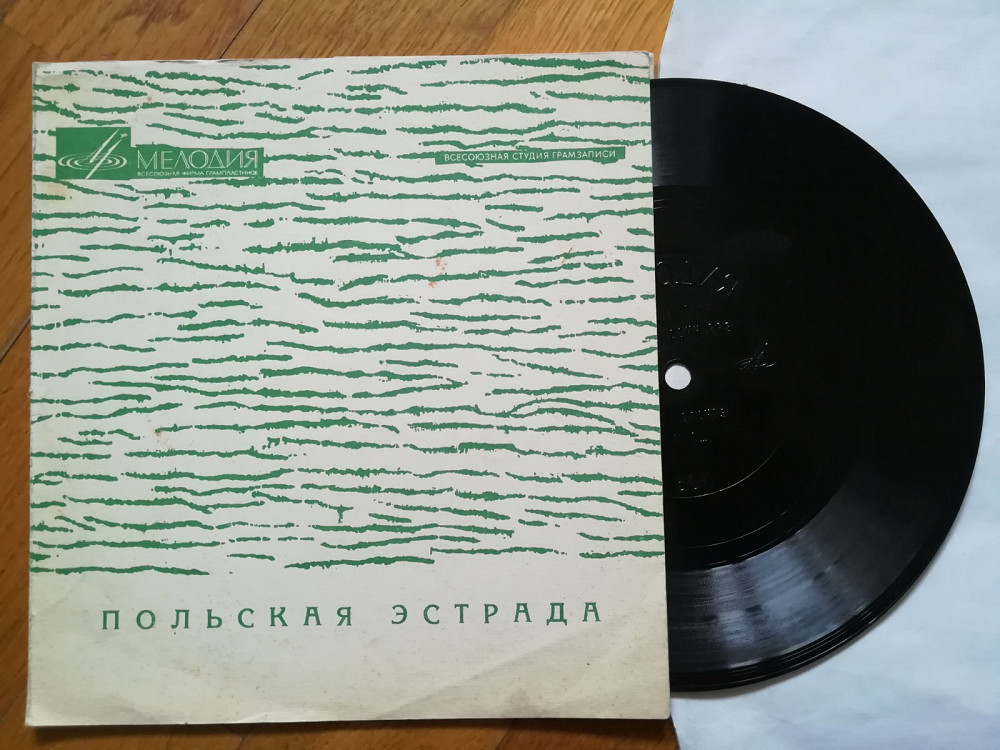 МЕЛОДИЯ
ВСЕСОЮЗНАЯ ФИРМА ГРАМПЛАСТИНОК
ВСЕСОЮЗНАЯ СТУДИЯ ГРАМЗАПИСИ
ПОЛЬСКАЯ ЭСТРАДА